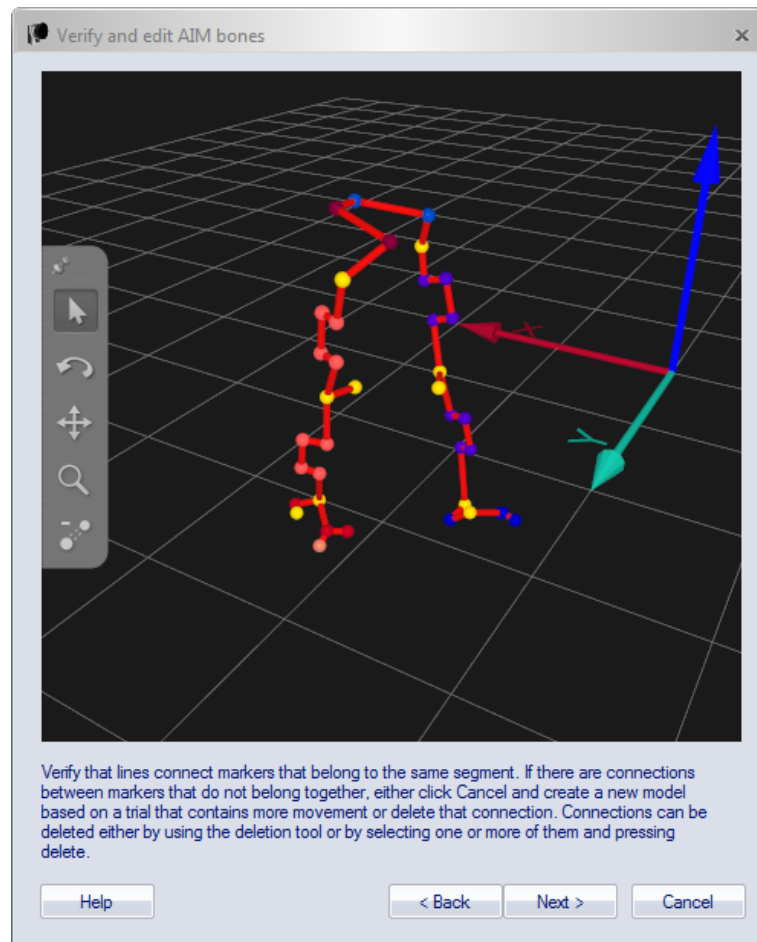 Verify and edit AIM bones
X
Y
Verify that lines connect markers that belong to the same segment. If there are connections
between markers that do not belong together, either click Cancel and create a new model
based on a trial that contains more movement or delete that connection. Connections can be
deleted either by using the deletion tool or by selecting one or more of them and pressing
delete.
Help
< Back
Next >
Cancel